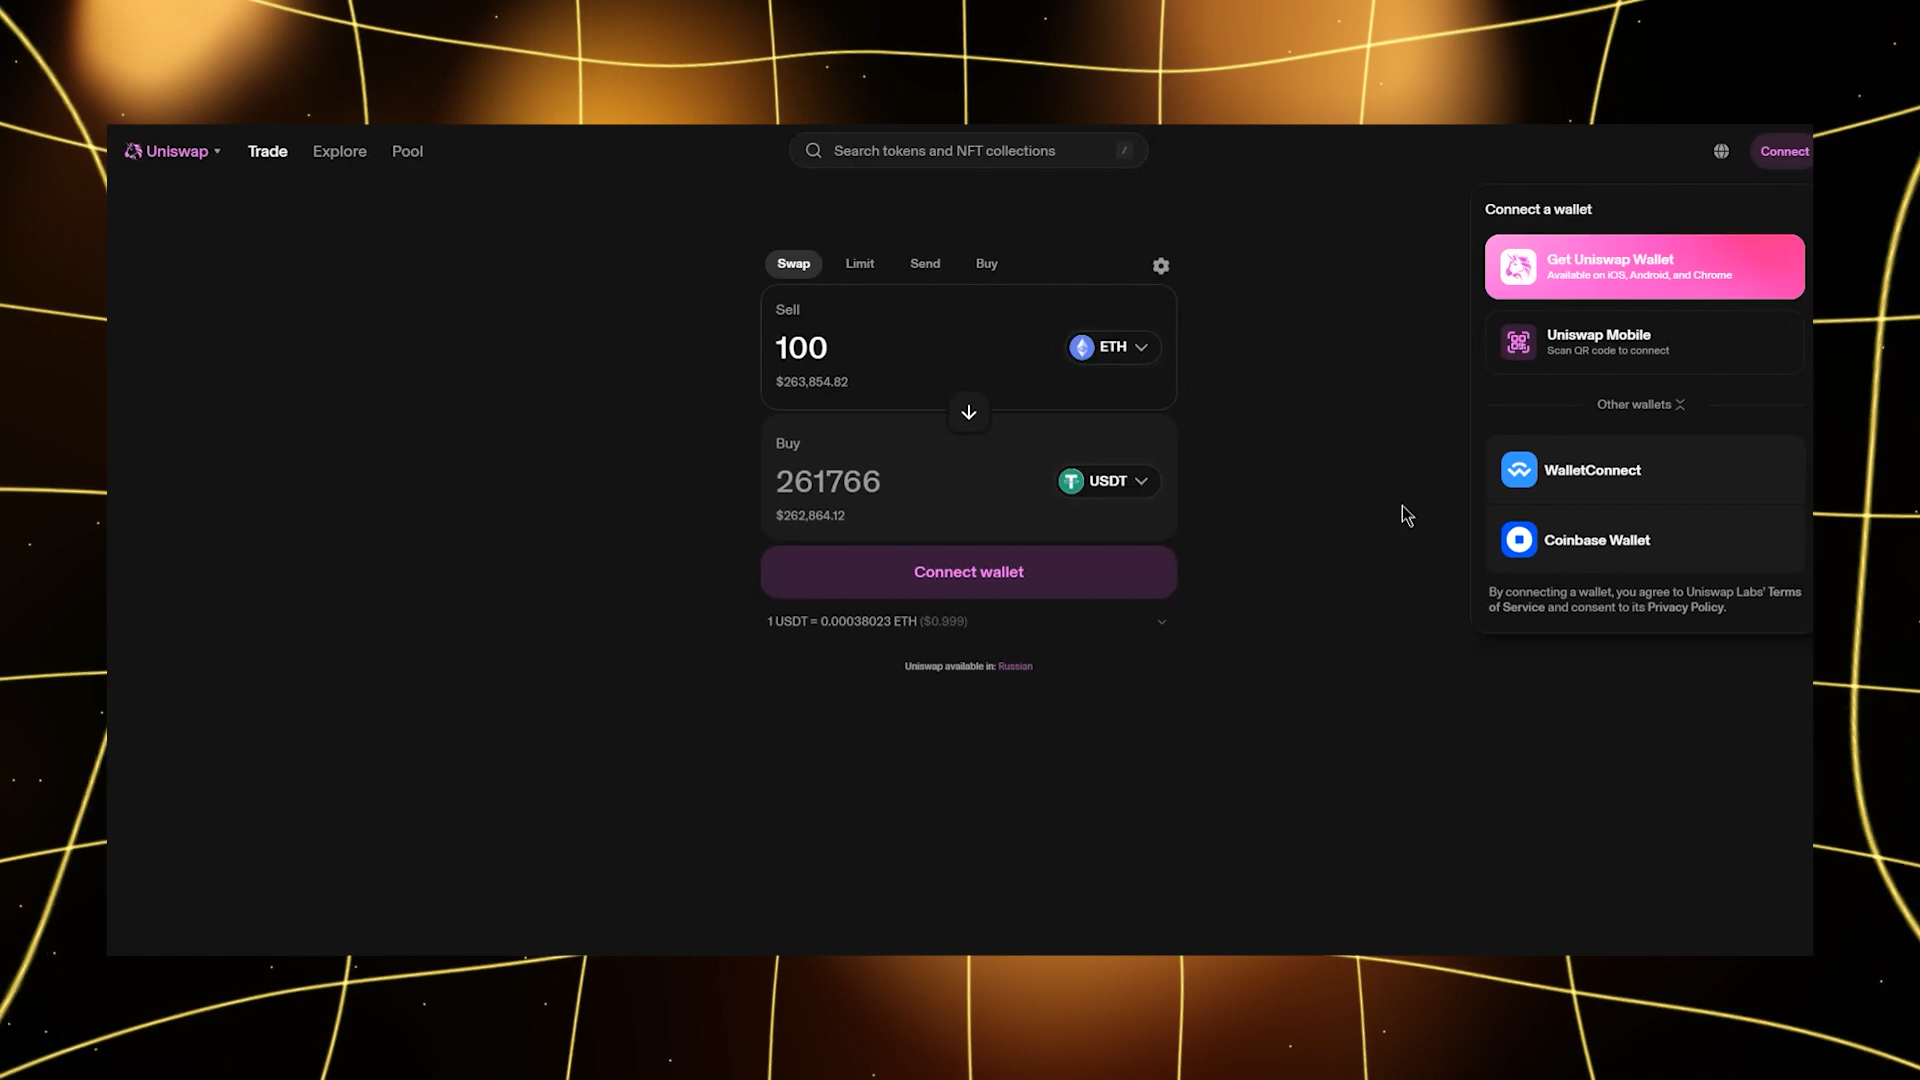 Uniswap
Trade
Explore
Pool
Search tokens and NFT collections
/
Connect
Connect a wallet
Get Uniswap Wallet
Available on iOS, Android, and Chrome
Uniswap Mobile
Scan QR code to connect
Other wallets
WalletConnect
Coinbase Wallet
By connecting a wallet, you agree to Uniswap Labs' Terms
of Service and consent to its Privacy Policy.
Swap
Limit
Send
Buy
Sell
100
ETH
$263,854.82
Buy
261766
USDT
$262,864.12
Connect wallet
1 USDT = 0.00038023 ETH ($0.999)
Uniswap available in: Russian